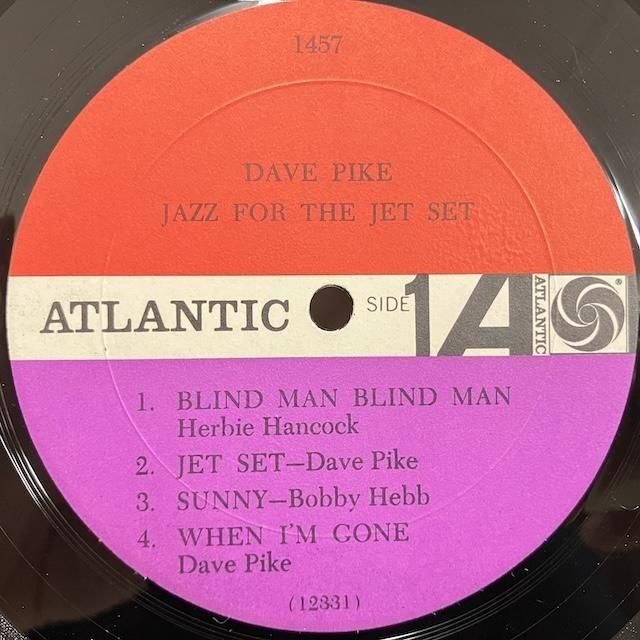 1457
DAVE PIKE
JAZZ FOR THE JET SET
ATLANTIC SIDE 1 A ATLANTIC ®
1. BLIND MAN BLIND MAN
Herbie Hancock
2. JET SET—Dave Pike
3. SUNNY—Bobby Hebb
4. WHEN I'M GONE
Dave Pike
(12331)